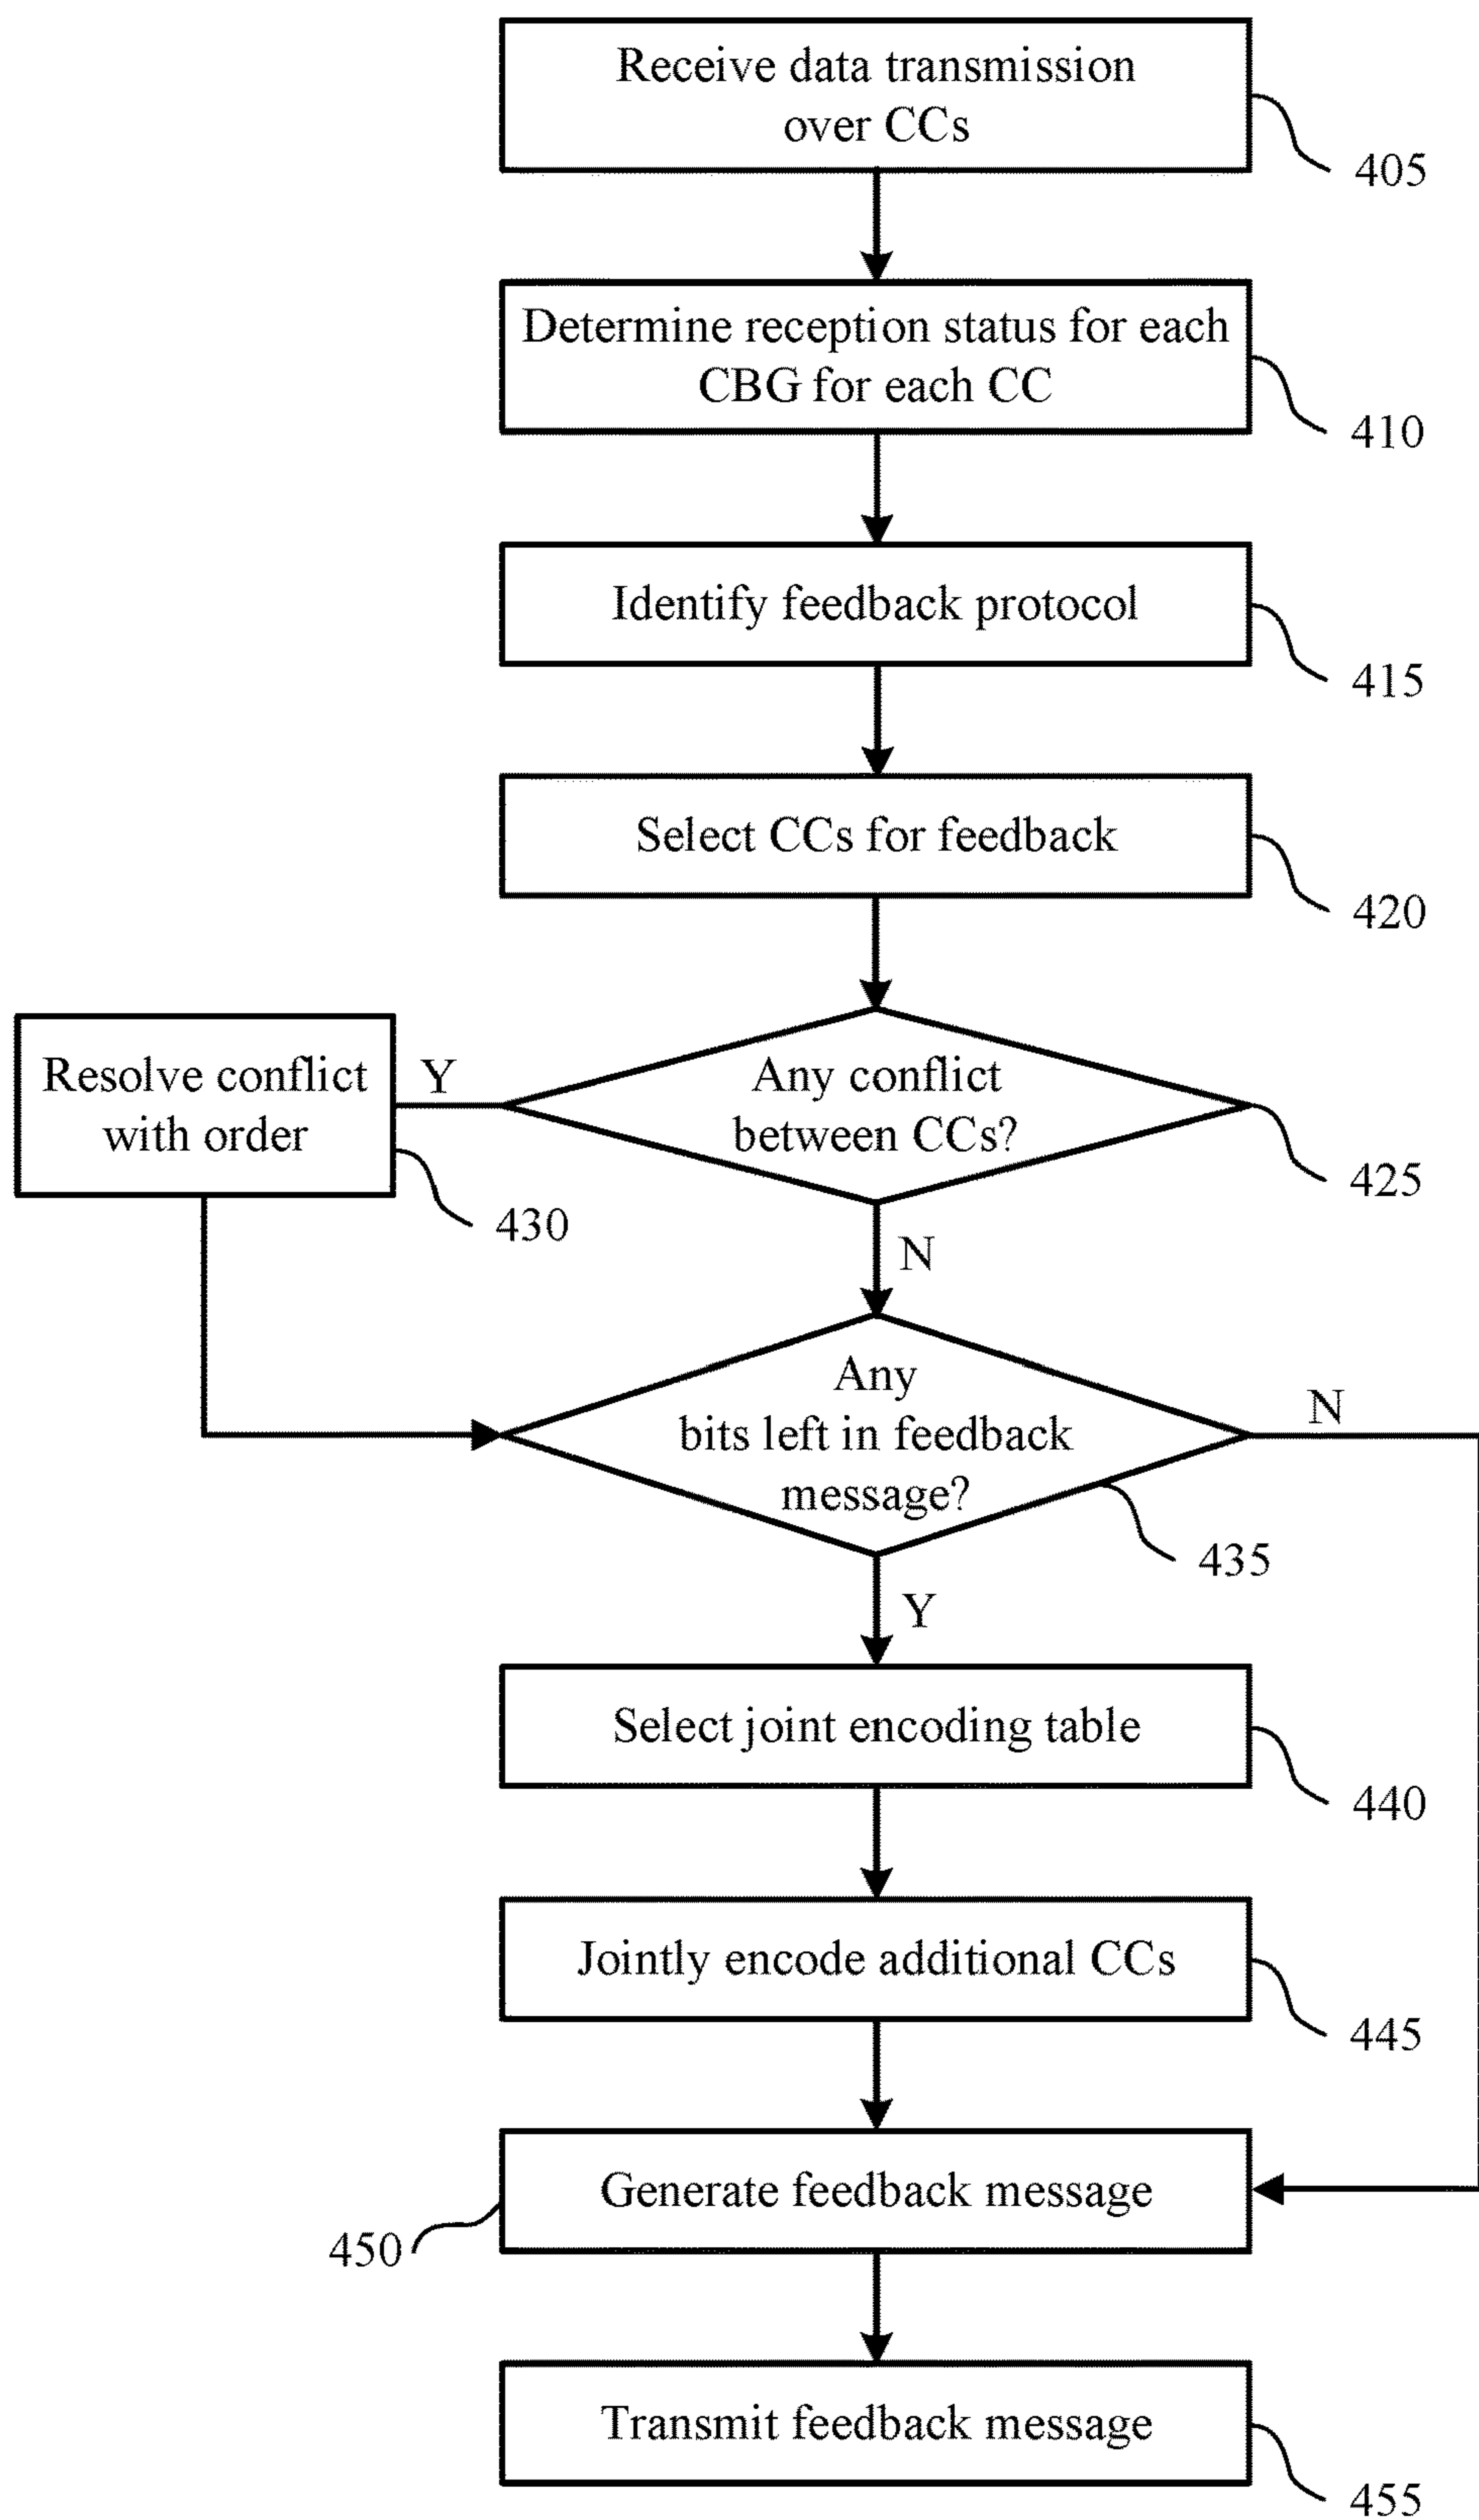 Receive data transmission
over CCs
405
Determine reception status for each
CBG for each CC
410
Identify feedback protocol
415
Select CCs for feedback
420
Resolve conflict
with order
Y
Any conflict
between CCs?
425
430
N
Any
bits left in feedback
message?
N
435
Y
Select joint encoding table
440
Jointly encode additional CCs
445
Generate feedback message
450
Transmit feedback message
455